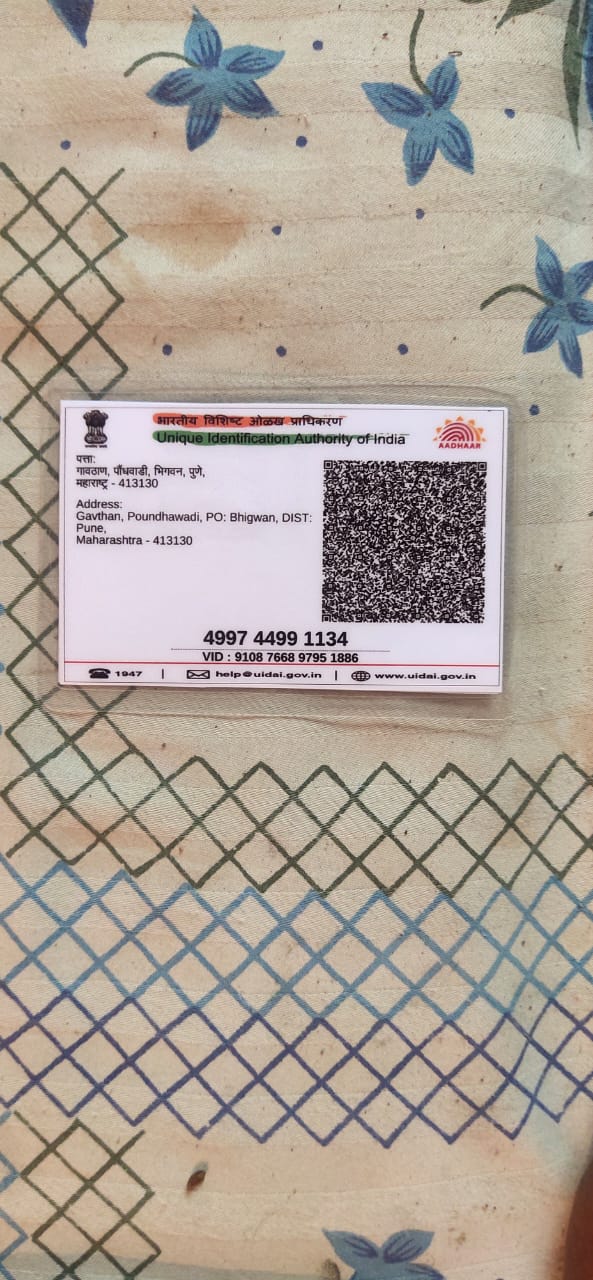 भारतीय विशिष्ट ओळख प्राधिकरण
Unique Identification Authority of India
AADHAAR
पत्ता:
गावठाण, पौंधवाडी, भिगवन, पुणे,
महाराष्ट्र - 413130
Address:
Gavthan, Poundhawadi, PO: Bhigwan, DIST:
Pune,
Maharashtra - 413130
4997 4499 1134
VID : 9108 7668 9795 1886
1947 | help@uidai.gov.in | www.uidai.gov.in